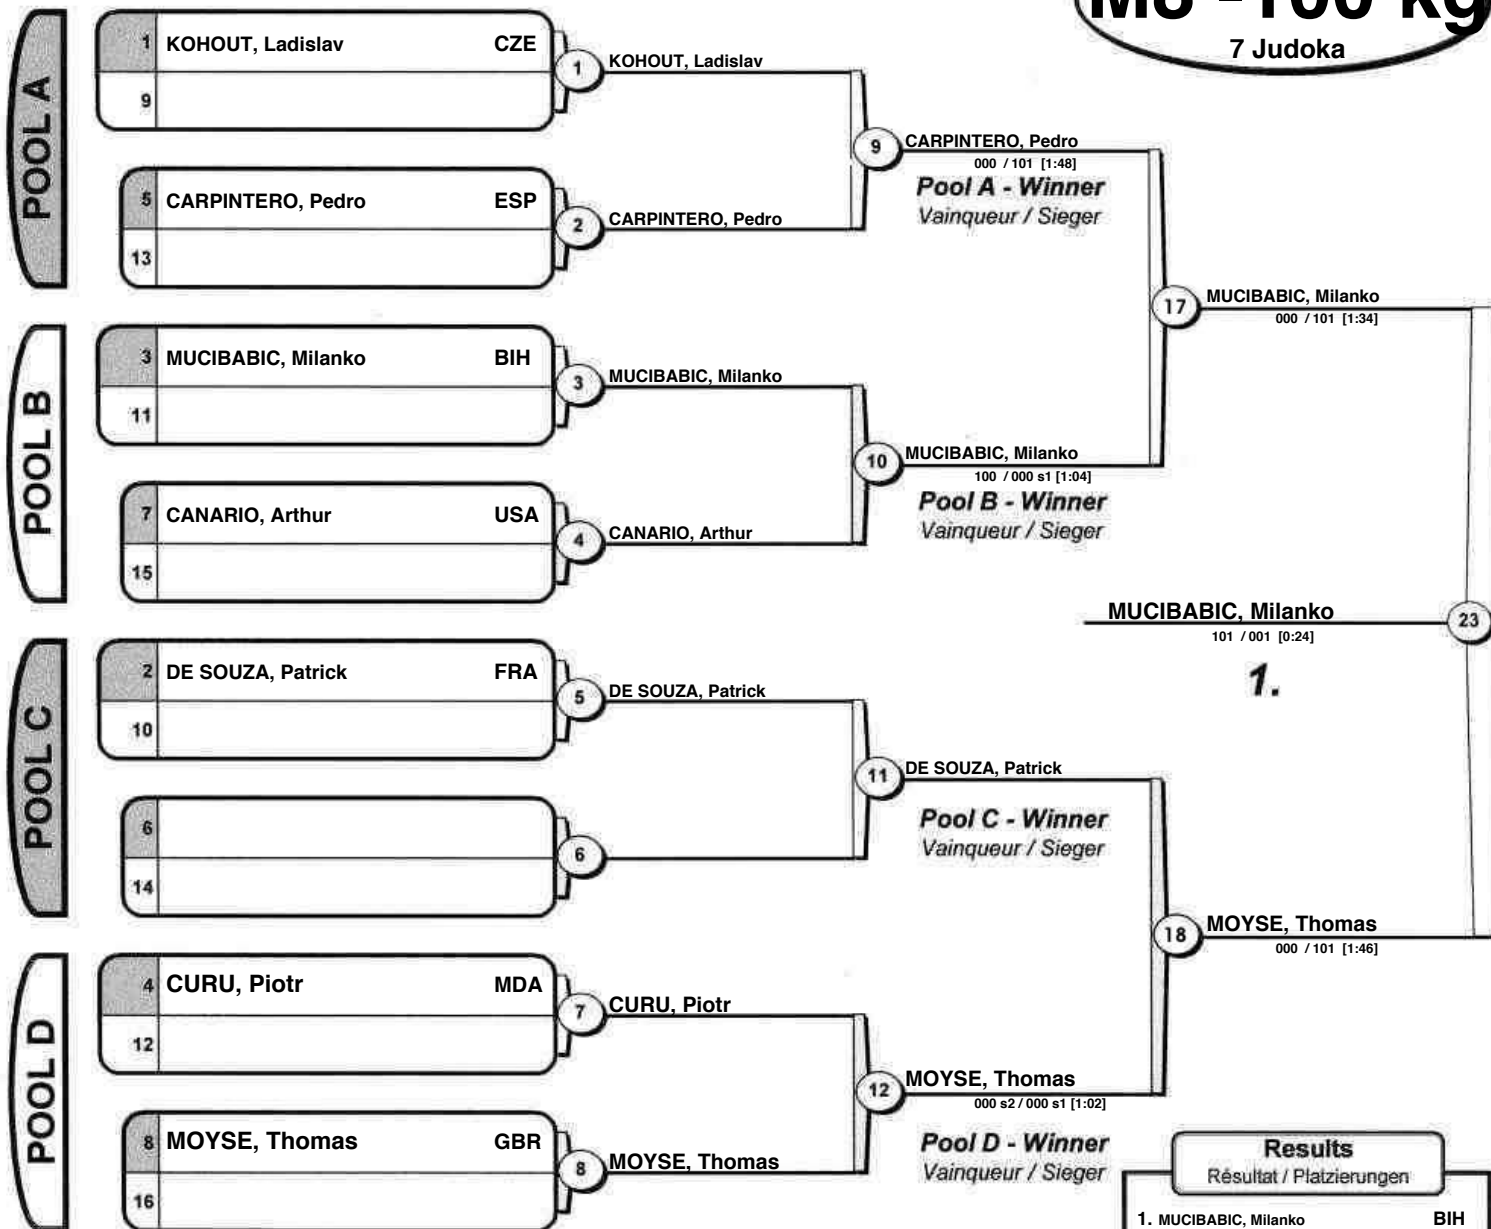 M8 -100 kg
7 Judoka
POOL A
1 KOHOUT, Ladislav CZE
9
5 CARPINTERO, Pedro ESP
13
1 KOHOUT, Ladislav
2 CARPINTERO, Pedro
9 CARPINTERO, Pedro
000 / 101 [1:48]
Pool A - Winner
Vainqueur / Sieger
POOL B
3 MUCIBABIC, Milanko BIH
11
7 CANARIO, Arthur USA
15
3 MUCIBABIC, Milanko
4 CANARIO, Arthur
10 MUCIBABIC, Milanko
100 / 000 s1 [1:04]
Pool B - Winner
Vainqueur / Sieger
17 MUCIBABIC, Milanko
000 / 101 [1:34]
MUCIBABIC, Milanko 23
101 / 001 [0:24]
1.
POOL C
2 DE SOUZA, Patrick FRA
10
6
14
5 DE SOUZA, Patrick
6
11 DE SOUZA, Patrick
Pool C - Winner
Vainqueur / Sieger
18 MOYSE, Thomas
000 / 101 [1:46]
POOL D
4 CURU, Piotr MDA
12
8 MOYSE, Thomas GBR
16
7 CURU, Piotr
8 MOYSE, Thomas
12 MOYSE, Thomas
000 s2 / 000 s1 [1:02]
Pool D - Winner
Vainqueur / Sieger
Results
Résultat / Platzierungen
1. MUCIBABIC, Milanko BIH